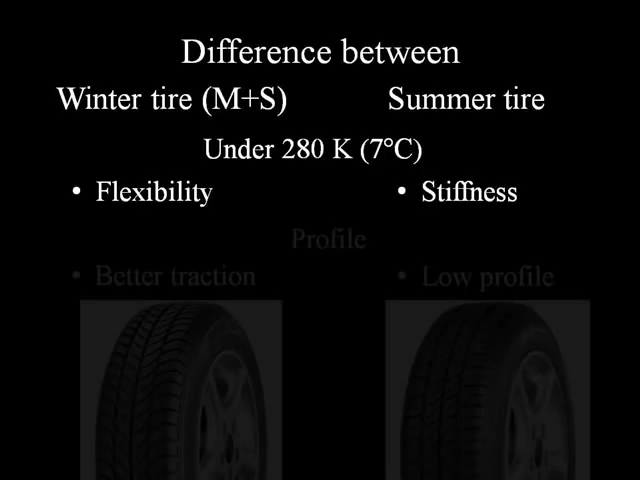 Difference between
Winter tire (M+S) Summer tire
Under 280 K (7°C)
• Flexibility • Stiffness
Profile
• Better traction • Low profile